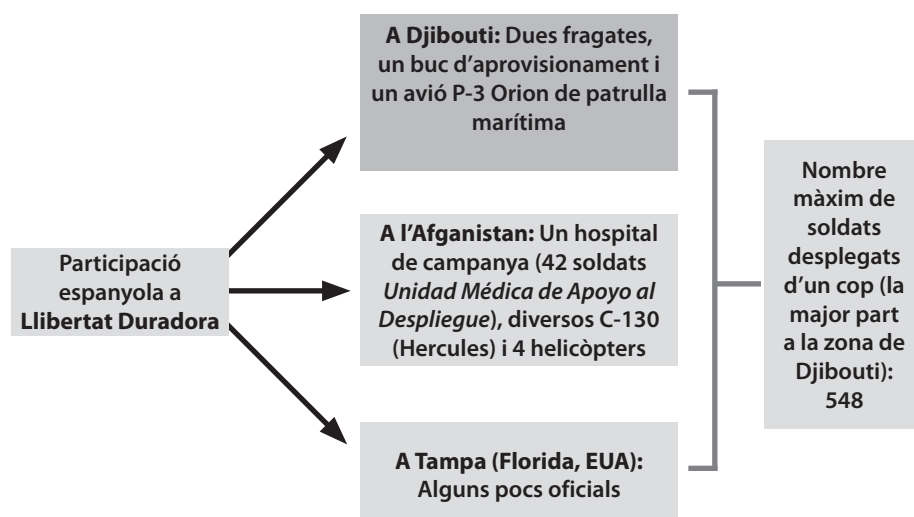 Participació
espanyola a
Llibertat Duradora
A Djibouti: Dues fragates,
un buc d’aprovisionament i
un avió P-3 Orion de patrulla
marítima
A l’Afganistan: Un hospital
de campanya (42 soldats
Unidad Médica de Apoyo al
Despliegue), diversos C-130
(Hercules) i 4 helicòpters
A Tampa (Florida, EUA):
Alguns pocs oficials
Nombre
màxim de
soldats
desplegats
d’un cop (la
major part
a la zona de
Djibouti):
548